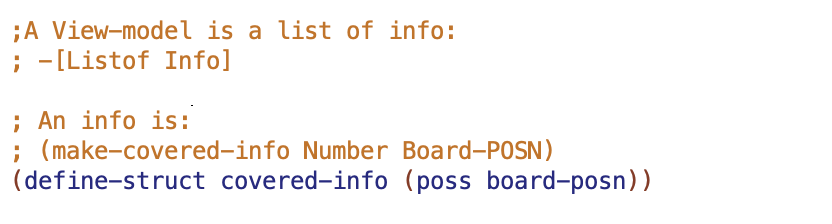 ;A View-model is a list of info:
; -[Listof Info]
; An info is:
; (make-covered-info Number Board-POSN)
(define-struct covered-info (poss board-posn))